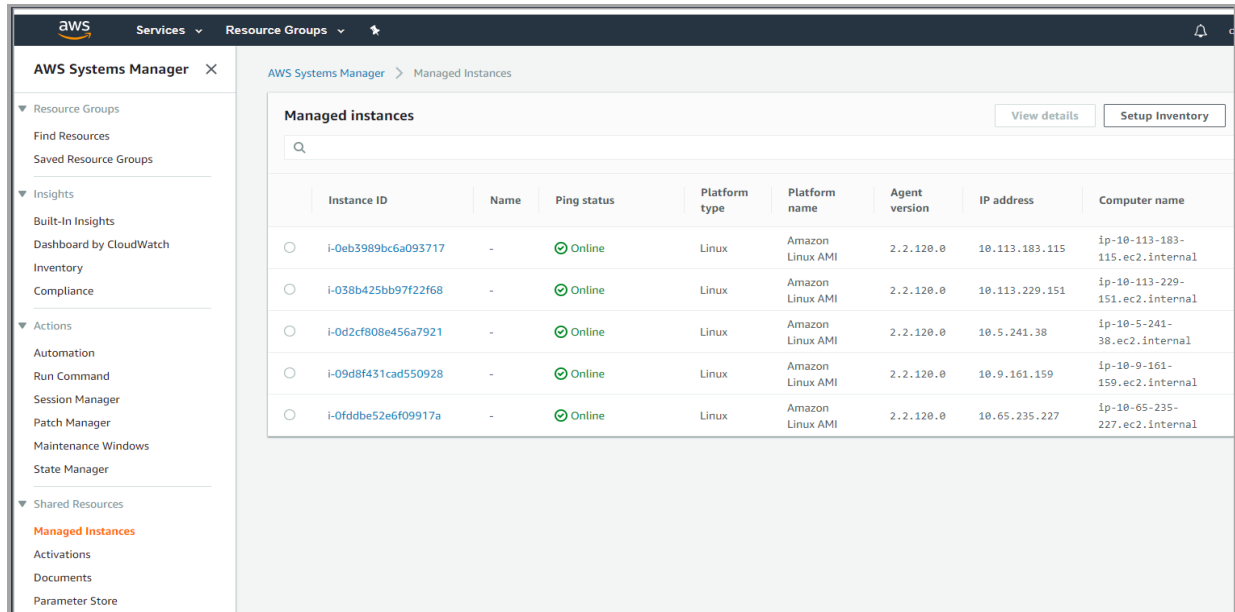 aws
Services
Resource Groups
AWS Systems Manager
Resource Groups
Find Resources
Saved Resource Groups
Insights
Built-In Insights
Dashboard by CloudWatch
Inventory
Compliance
Actions
Automation
Run Command
Session Manager
Patch Manager
Maintenance Windows
State Manager
Shared Resources
Managed Instances
Activations
Documents
Parameter Store
AWS Systems Manager > Managed Instances
Managed instances
View details
Setup Inventory
Instance ID
Name
Ping status
Platform
type
Platform
name
Agent
version
IP address
Computer name
i-0eb3989bc6a093717
-
Online
Linux
Amazon
Linux AMI
2.2.120.0
10.113.183.115
ip-10-113-183-
115.ec2.internal
i-038b425bb97f22f68
-
Online
Linux
Amazon
Linux AMI
2.2.120.0
10.113.229.151
ip-10-113-229-
151.ec2.internal
i-0d2cf808e456a7921
-
Online
Linux
Amazon
Linux AMI
2.2.120.0
10.5.241.38
ip-10-5-241-
38.ec2.internal
i-09d8f431cad550928
-
Online
Linux
Amazon
Linux AMI
2.2.120.0
10.9.161.159
ip-10-9-161-
159.ec2.internal
i-0fddbe52e6f09917a
-
Online
Linux
Amazon
Linux AMI
2.2.120.0
10.65.235.227
ip-10-65-235-
227.ec2.internal